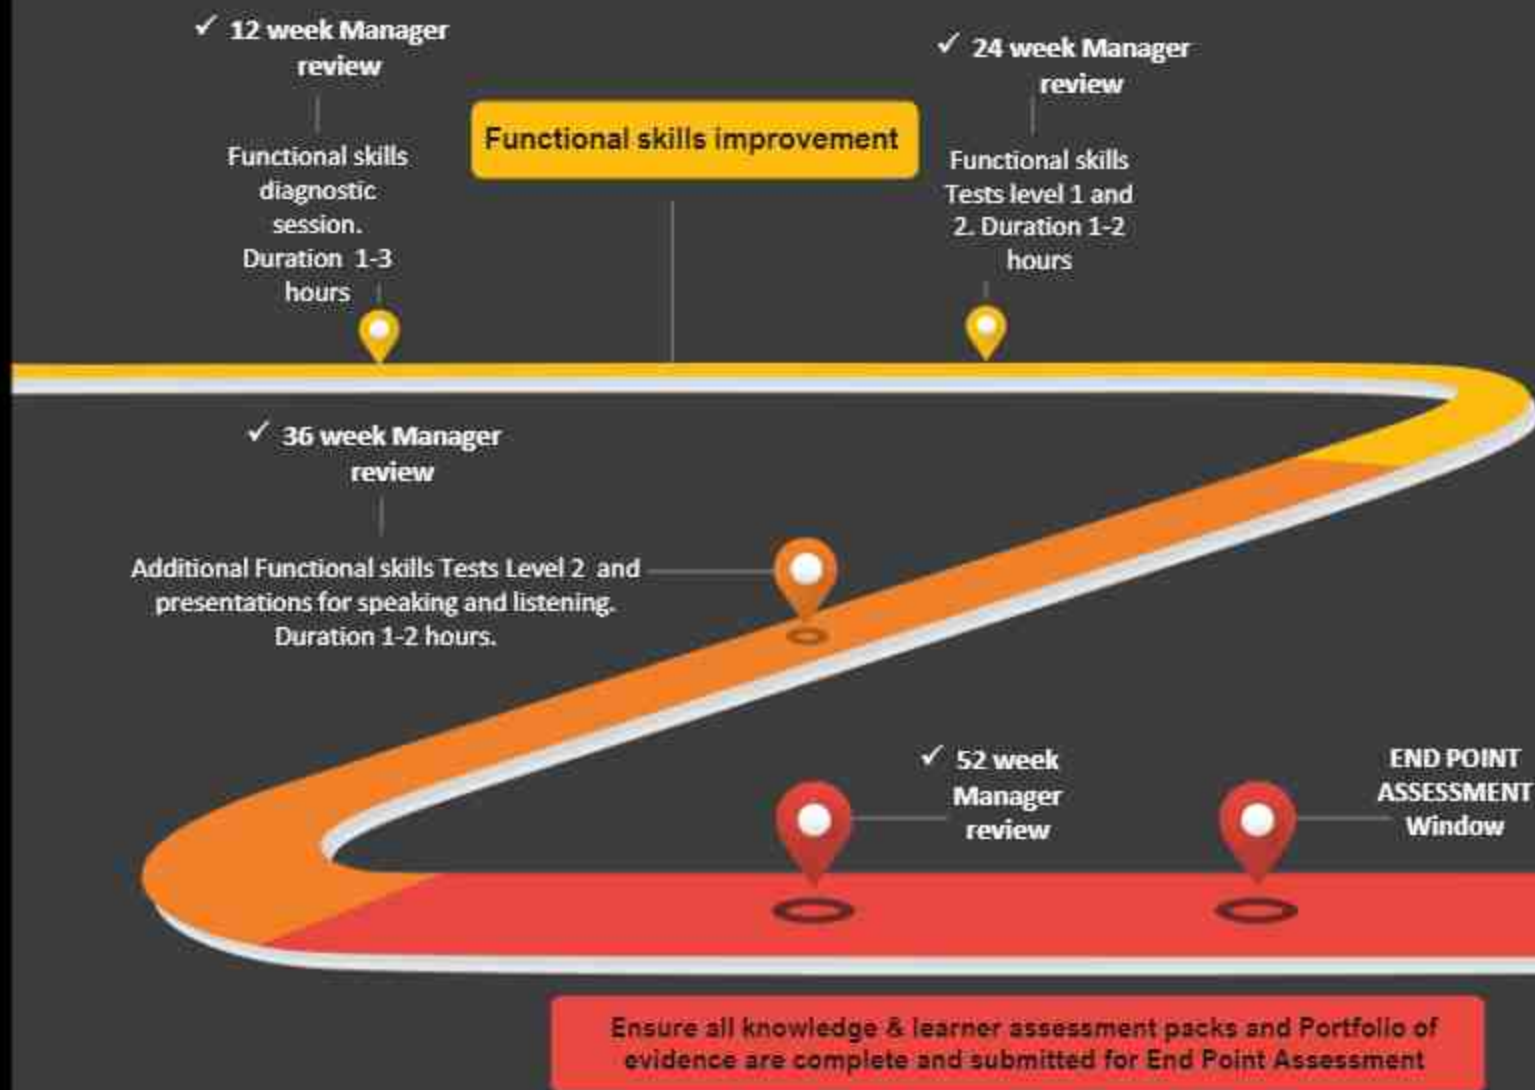 ✓ 12 week Manager
review
Functional skills
diagnostic
session.
Duration 1-3
hours
Functional skills improvement
✓ 24 week Manager
review
Functional skills
Tests level 1 and
2. Duration 1-2
hours
✓ 36 week Manager
review
Additional Functional skills Tests Level 2 and
presentations for speaking and listening.
Duration 1-2 hours.
✓ 52 week
Manager
review
END POINT
ASSESSMENT
Window
Ensure all knowledge & learner assessment packs and Portfolio of
evidence are complete and submitted for End Point Assessment